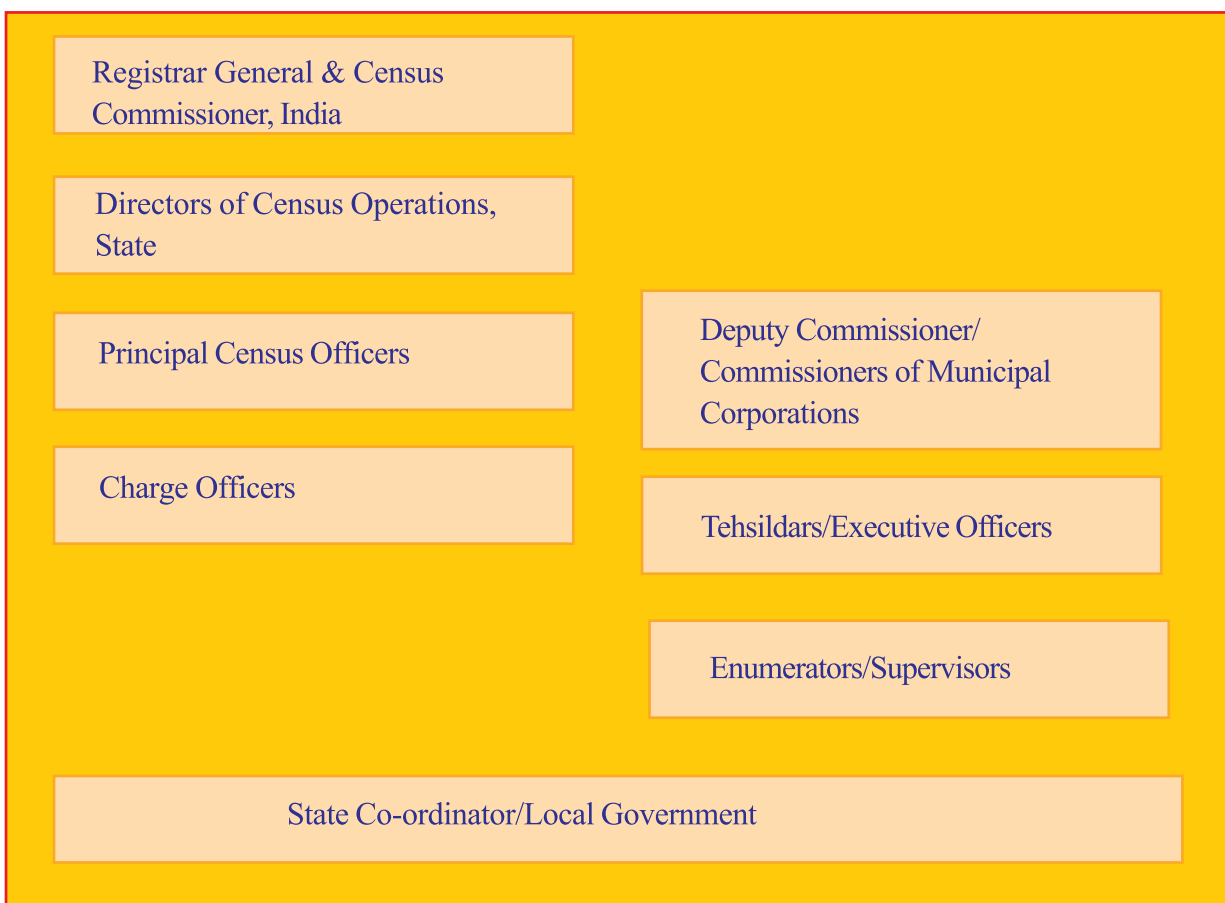 Registrar General & Census
Commissioner, India
Directors of Census Operations,
State
Principal Census Officers
Deputy Commissioner/
Commissioners of Municipal
Corporations
Charge Officers
Tehsildars/Executive Officers
Enumerators/Supervisors
State Co-ordinator/Local Government